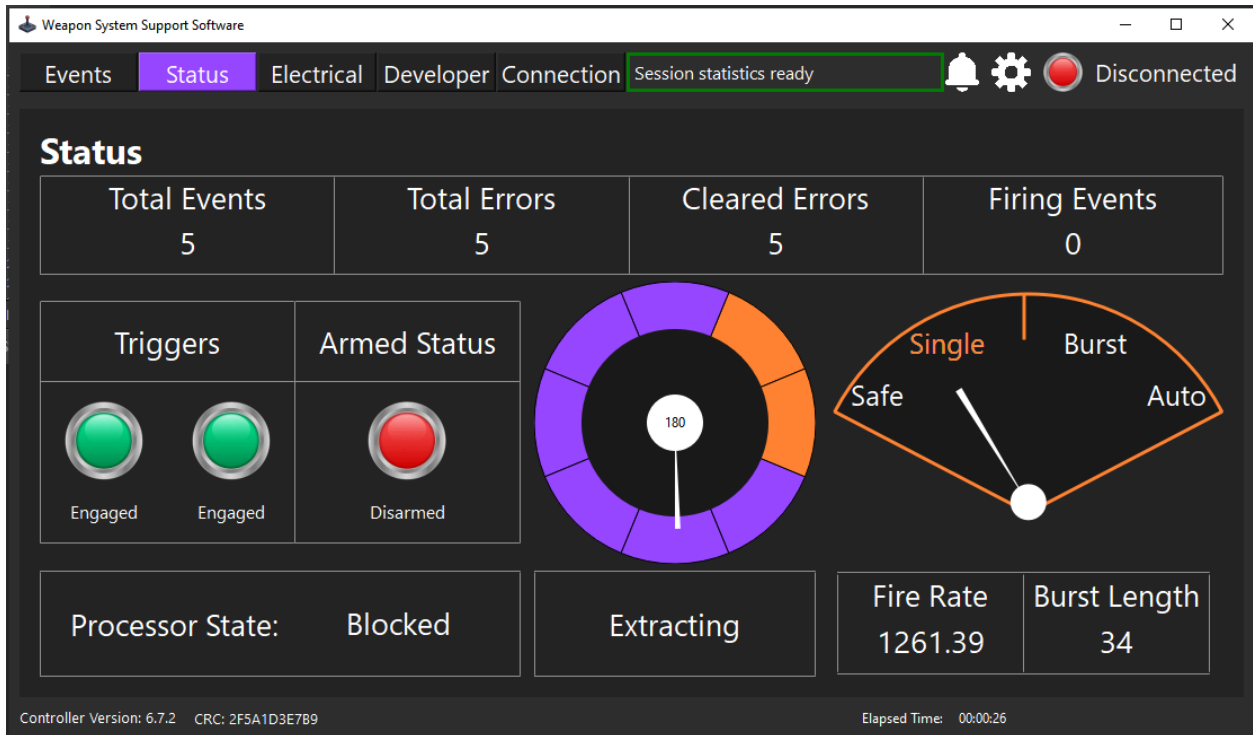 Weapon System Support Software
Events Status Electrical Developer Connection Session statistics ready Disconnected
Status
Total Events Total Errors Cleared Errors Firing Events
5 5 5 0
Triggers Armed Status
Engaged Engaged Disarmed
180
Single Burst
Safe Auto
Processor State: Blocked
Extracting
Fire Rate Burst Length
1261.39 34
Controller Version: 6.7.2 CRC: 2F5A1D3E7B9 Elapsed Time: 00:00:26